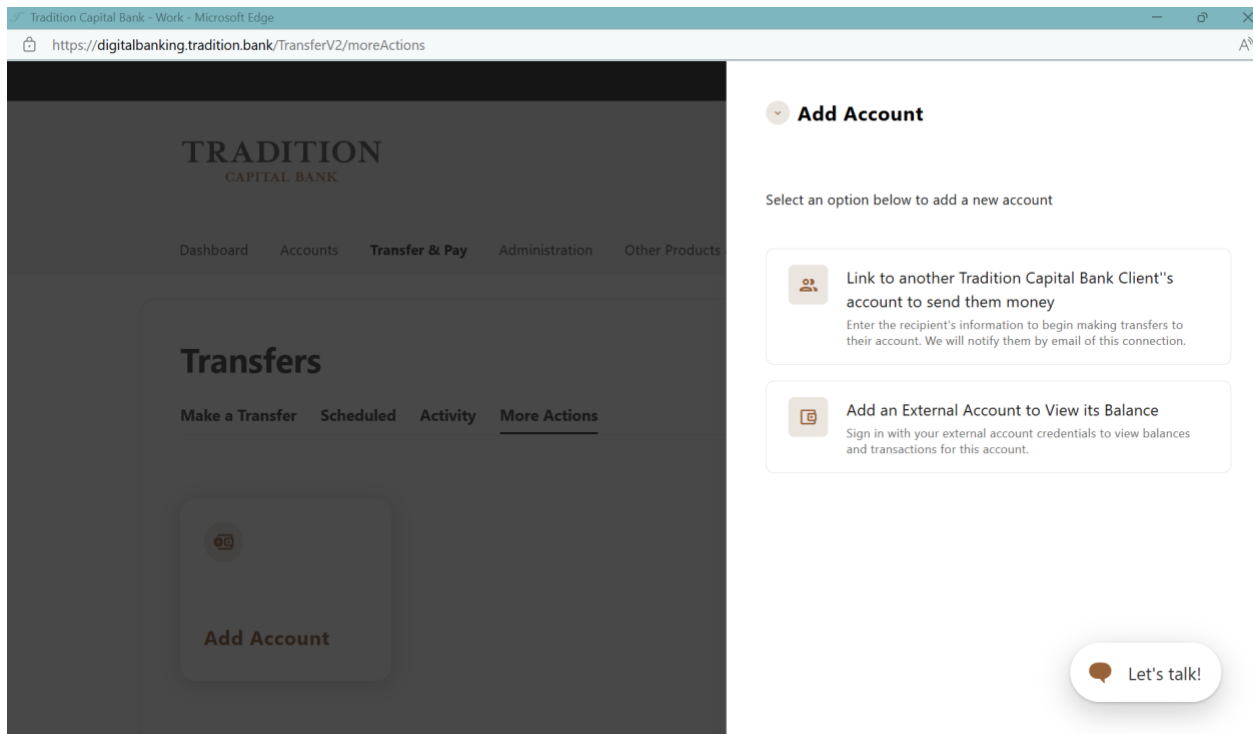 Tradition Capital Bank - Work - Microsoft Edge
https://digitalbanking.tradition.bank/TransferV2/moreActions
TRADITION
CAPITAL BANK
Dashboard Accounts Transfer & Pay Administration Other Products
Transfers
Make a Transfer Scheduled Activity More Actions
Add Account
Add Account
Select an option below to add a new account
Link to another Tradition Capital Bank Client''s
account to send them money
Enter the recipient's information to begin making transfers to
their account. We will notify them by email of this connection.
Add an External Account to View its Balance
Sign in with your external account credentials to view balances
and transactions for this account.
Let's talk!